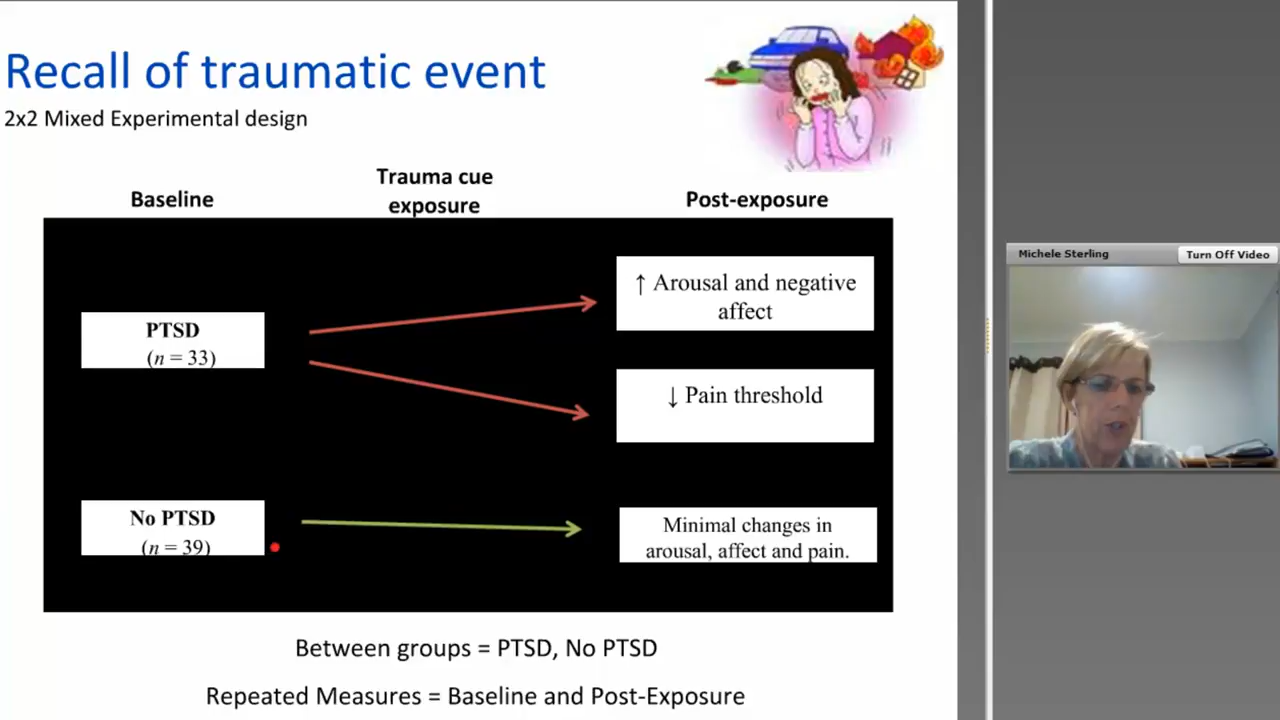 Recall of traumatic event
2x2 Mixed Experimental design
Baseline
Trauma cue
exposure
Post-exposure
PTSD
(n = 33)
↑ Arousal and negative
affect
↓ Pain threshold
No PTSD
(n = 39)
Minimal changes in
arousal, affect and pain.
Between groups = PTSD, No PTSD
Repeated Measures = Baseline and Post-Exposure
Michele Sterling
Turn Off Video